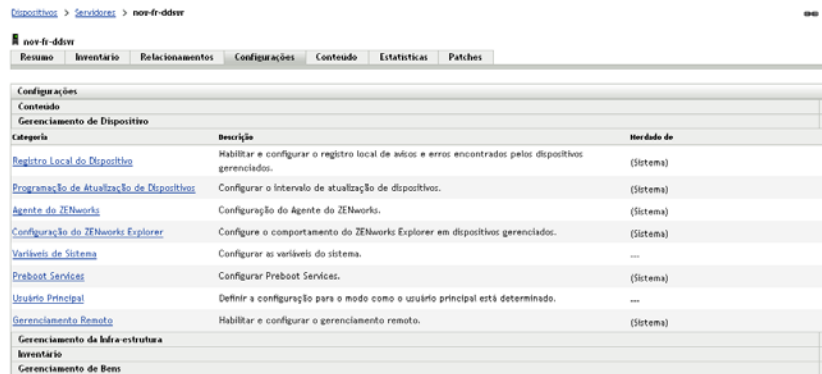 Dispositivos > Servidores > nov-fr-ddsvr
nov-fr-ddsvr
Resumo Inventário Relacionamentos Configurações Conteúdo Estatísticas Patches
Configurações
Conteúdo
Gerenciamento de Dispositivo
Categoria Descrição Herdado de
Registro Local do Dispositivo Habilitar e configurar o registro local de avisos e erros encontrados pelos dispositivos gerenciados. (Sistema)
Programação de Atualização de Dispositivos Configurar o intervalo de atualização de dispositivos. (Sistema)
Agente do ZENworks Configuração do Agente do ZENworks. (Sistema)
Configuração do ZENworks Explorer Configure o comportamento do ZENworks Explorer em dispositivos gerenciados. (Sistema)
Variáveis de Sistema Configurar as variáveis do sistema. ---
Preboot Services Configurar Preboot Services. (Sistema)
Usuário Principal Definir a configuração para o modo como o usuário principal está determinado. ---
Gerenciamento Remoto Habilitar e configurar o gerenciamento remoto. (Sistema)
Gerenciamento da Infra-estrutura
Inventário
Gerenciamento de Bens